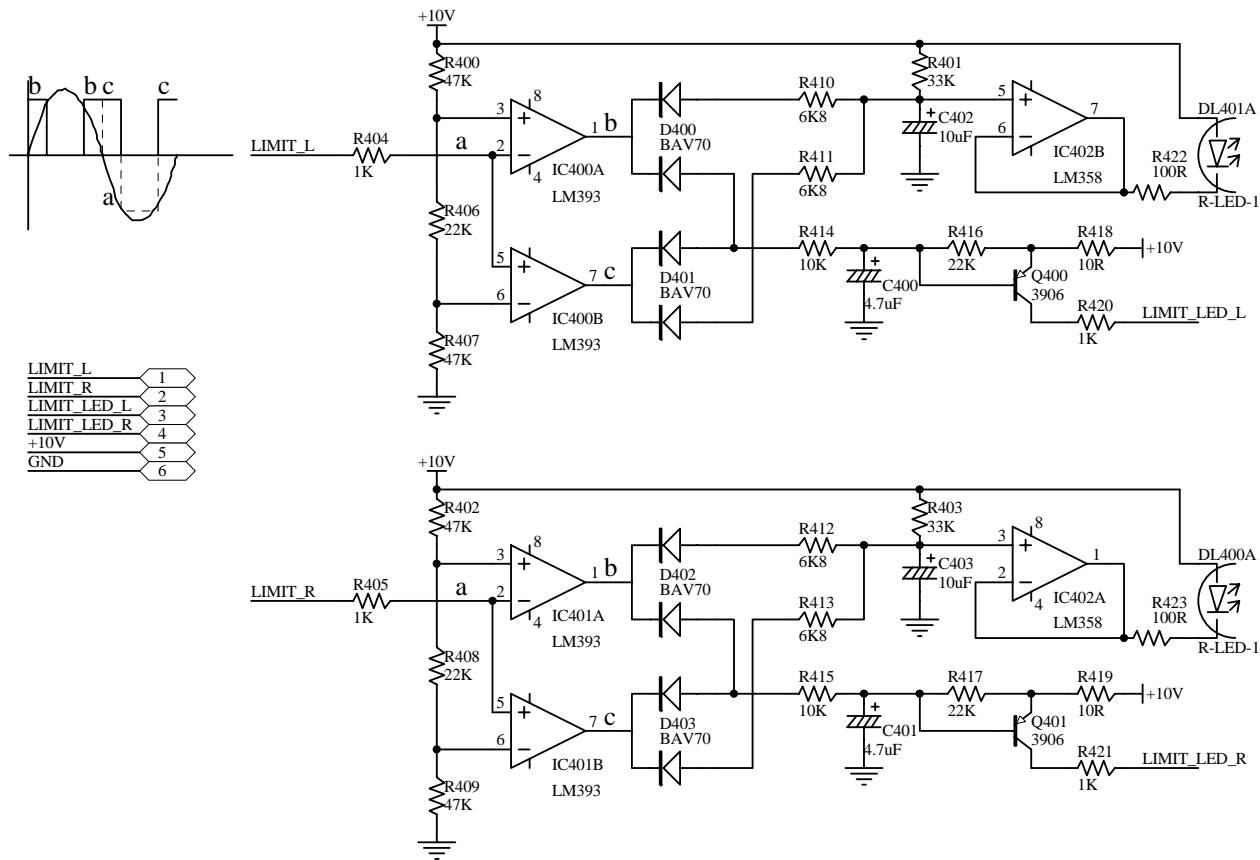 +10V
R400
47K
R401
33K
R410
6K8
5
6
7
IC402B
LM358
C402
10uF
DL401A
R422
100R
R-LED-1
b
b
c
c
a
LIMIT_L
R404
1K
a
3
2
8
4
1
b
IC400A
LM393
D400
BAV70
R411
6K8
R406
22K
5
6
7
c
IC400B
LM393
D401
BAV70
R414
10K
C400
4.7uF
R416
22K
R418
10R
+10V
Q400
3906
R420
1K
LIMIT_LED_L
R407
47K
LIMIT_L
1
LIMIT_R
2
LIMIT_LED_L
3
LIMIT_LED_R
4
+10V
5
GND
6
+10V
R402
47K
R403
33K
R412
6K8
3
2
8
4
1
IC402A
LM358
C403
10uF
DL400A
R423
100R
R-LED-1
LIMIT_R
R405
1K
a
3
2
8
4
1
b
IC401A
LM393
D402
BAV70
R413
6K8
R408
22K
5
6
7
c
IC401B
LM393
D403
BAV70
R415
10K
C401
4.7uF
R417
22K
R419
10R
+10V
Q401
3906
R421
1K
LIMIT_LED_R
R409
47K